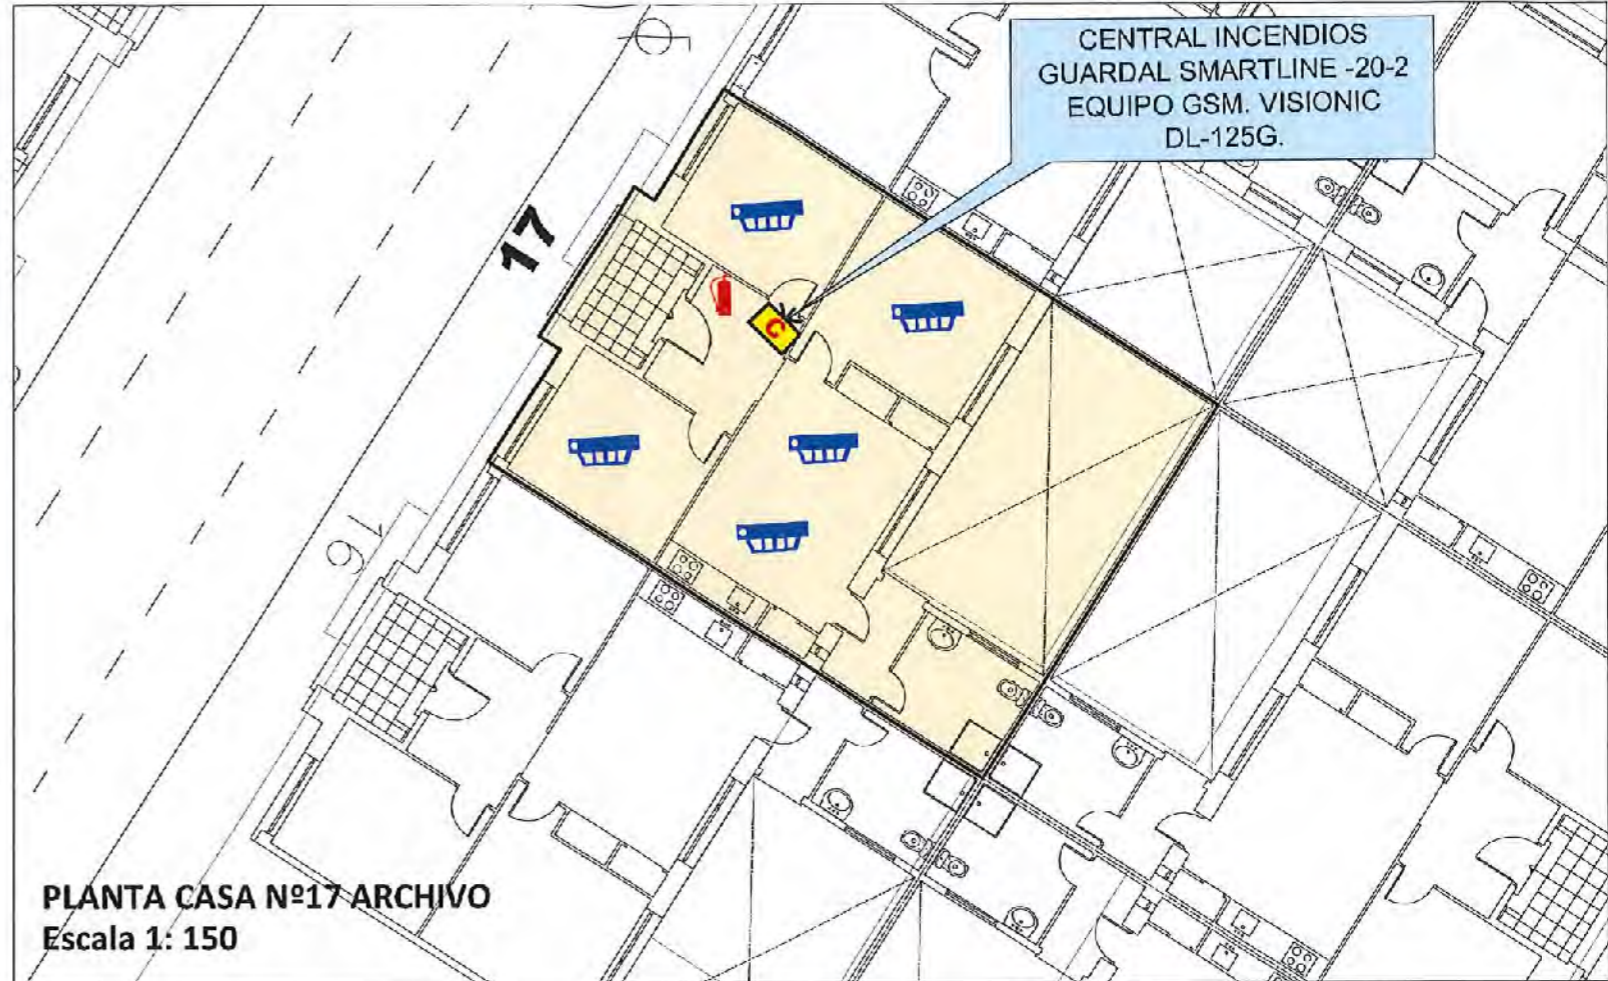 CENTRAL INCENDIOS
GUARDAL SMARTLINE -20-2
EQUIPO GSM. VISIONIC
DL-125G.
17
C
16
PLANTA CASA Nº17 ARCHIVO
Escala 1: 150